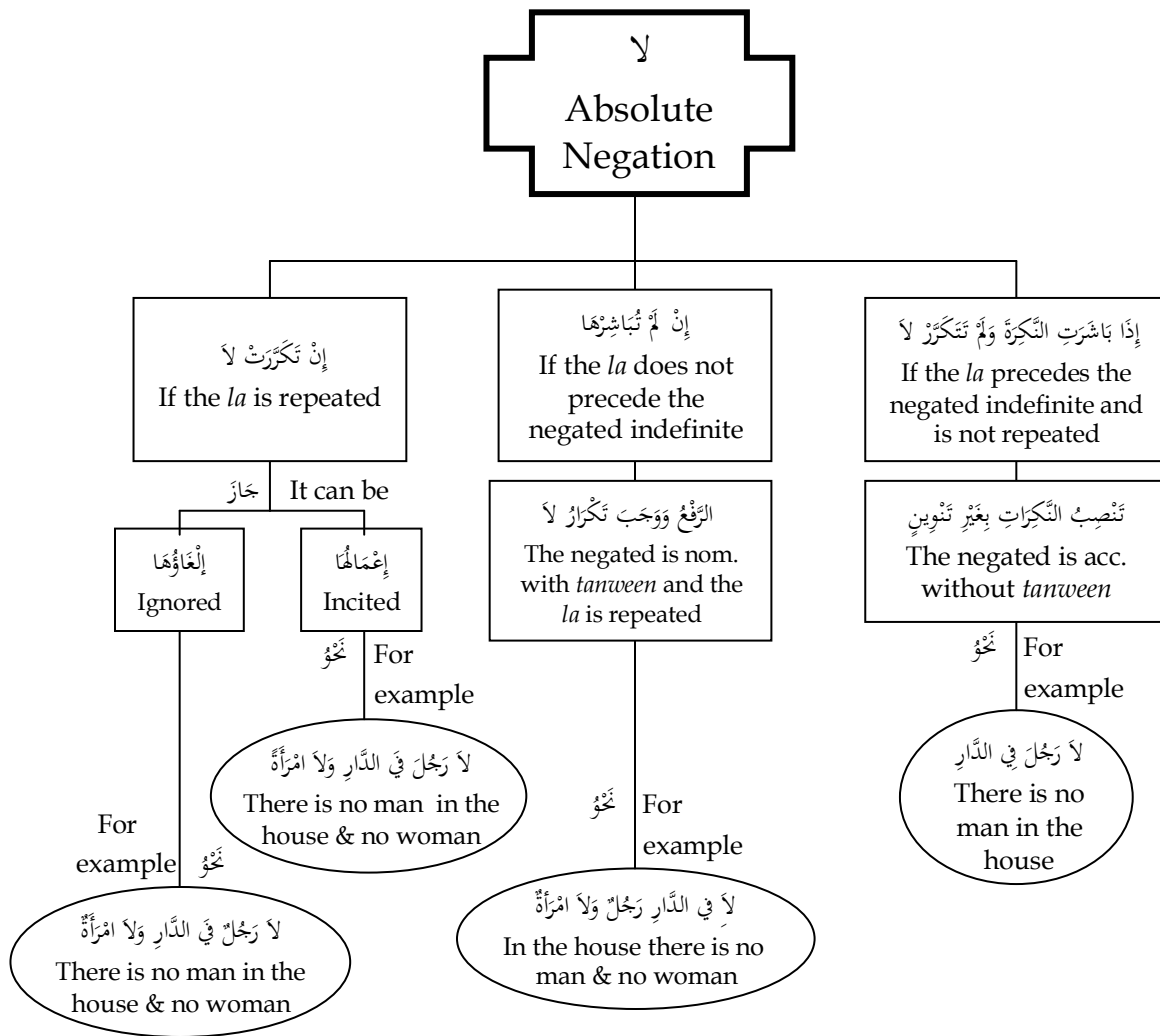 لا
Absolute
Negation
إِنْ تَكَرَّرَتْ لاَ
If the la is repeated
جَازَ It can be
إلْغَاؤُهَا
Ignored
إِعْمَالُهَا
Incited
نَحْوُ For
example
لاَ رَجُلَ فَي الدَّارِ وَلاَ امْرَأَةً
There is no man in the
house & no woman
For
example نَحْوُ
لاَ رَجُلٌ فَي الدَّارِ وَلاَ امْرَأَةٌ
There is no man in the
house & no woman
إِنْ لَمْ تُبَاشِرْهَا
If the la does not
precede the
negated indefinite
الرَّفْعُ وَوَجَبَ تَكْرَارُ لاَ
The negated is nom.
with tanween and the
la is repeated
نَحْوُ For
example
لاَ فِي الدَّارِ رَجُلٌ وَلاَ امْرَأةٌ
In the house there is no
man & no woman
إِذَا بَاشَرَتِ النَّكِرَةَ وَلَمْ تَتَكَرَّرْ لاَ
If the la precedes the
negated indefinite and
is not repeated
تَنْصِبُ النَّكِرَاتِ بِغَيْرِ تَنْوِينٍ
The negated is acc.
without tanween
نَحْوُ For
example
لاَ رَجُلَ فِي الدَّارِ
There is no
man in the
house